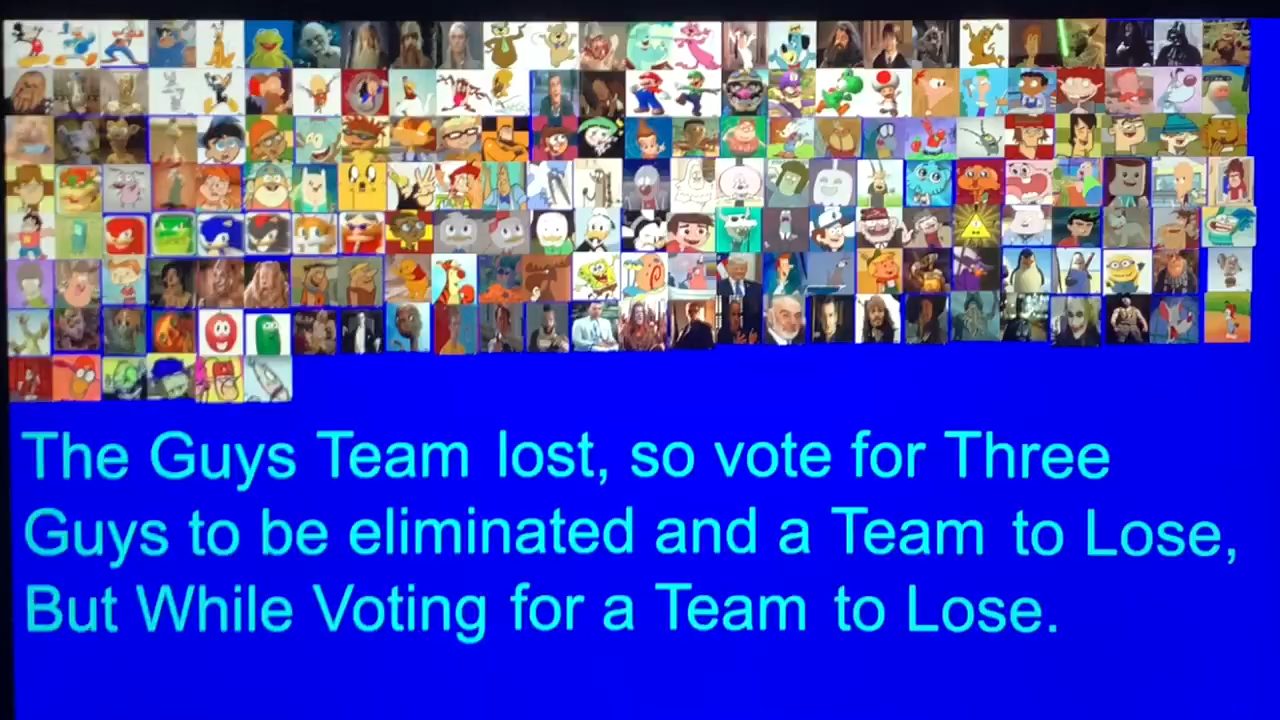 The Guys Team lost, so vote for Three
Guys to be eliminated and a Team to Lose,
But While Voting for a Team to Lose.